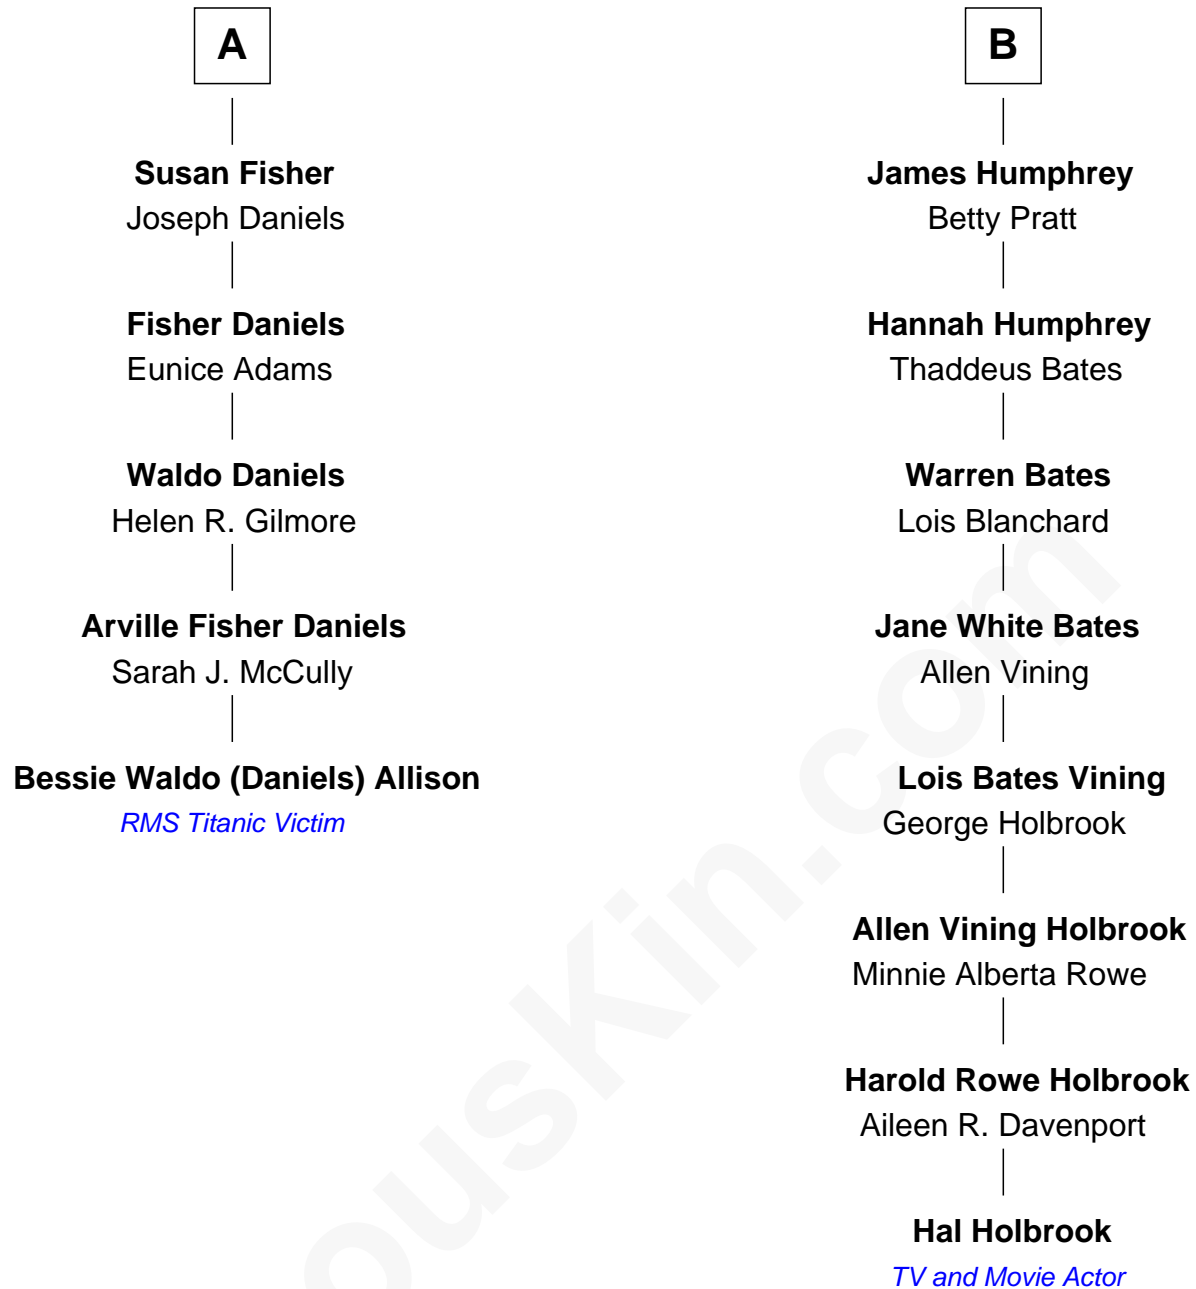 A
Susan Fisher
Joseph Daniels
Fisher Daniels
Eunice Adams
Waldo Daniels
Helen R. Gilmore
Arville Fisher Daniels
Sarah J. McCully
Bessie Waldo (Daniels) Allison
RMS Titanic Victim
B
James Humphrey
Betty Pratt
Hannah Humphrey
Thaddeus Bates
Warren Bates
Lois Blanchard
Jane White Bates
Allen Vining
Lois Bates Vining
George Holbrook
Allen Vining Holbrook
Minnie Alberta Rowe
Harold Rowe Holbrook
Aileen R. Davenport
Hal Holbrook
TV and Movie Actor
ousKin.com